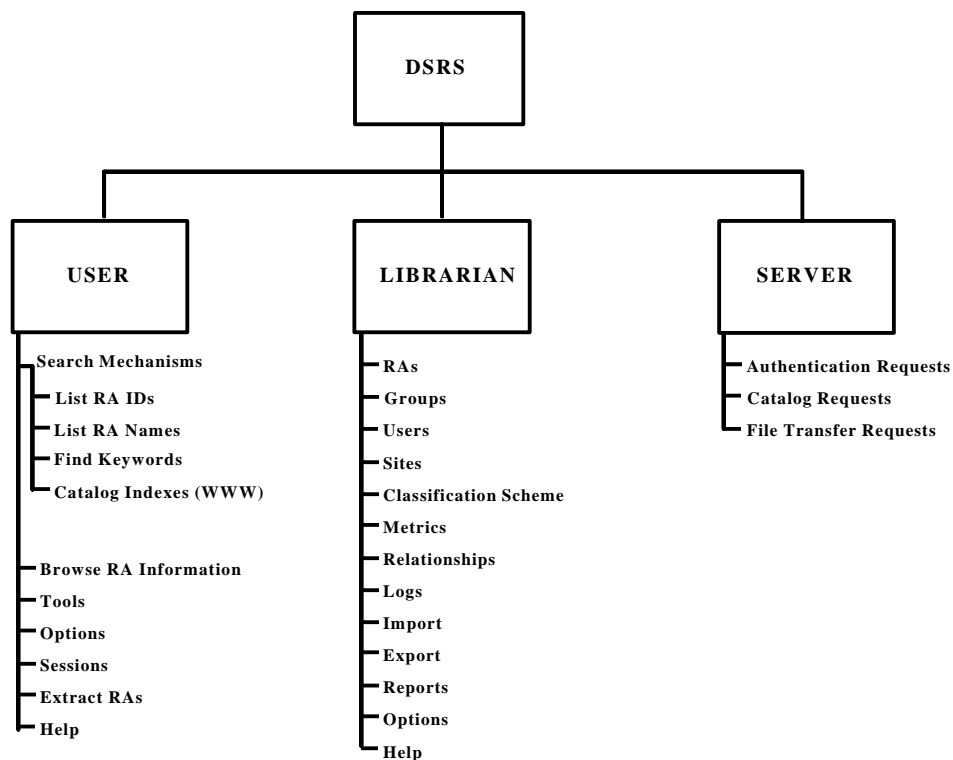 DSRS
USER
LIBRARIAN
SERVER
Search Mechanisms
List RA IDs
List RA Names
Find Keywords
Catalog Indexes (WWW)
Browse RA Information
Tools
Options
Sessions
Extract RAs
Help
RAs
Groups
Users
Sites
Classification Scheme
Metrics
Relationships
Logs
Import
Export
Reports
Options
Help
Authentication Requests
Catalog Requests
File Transfer Requests